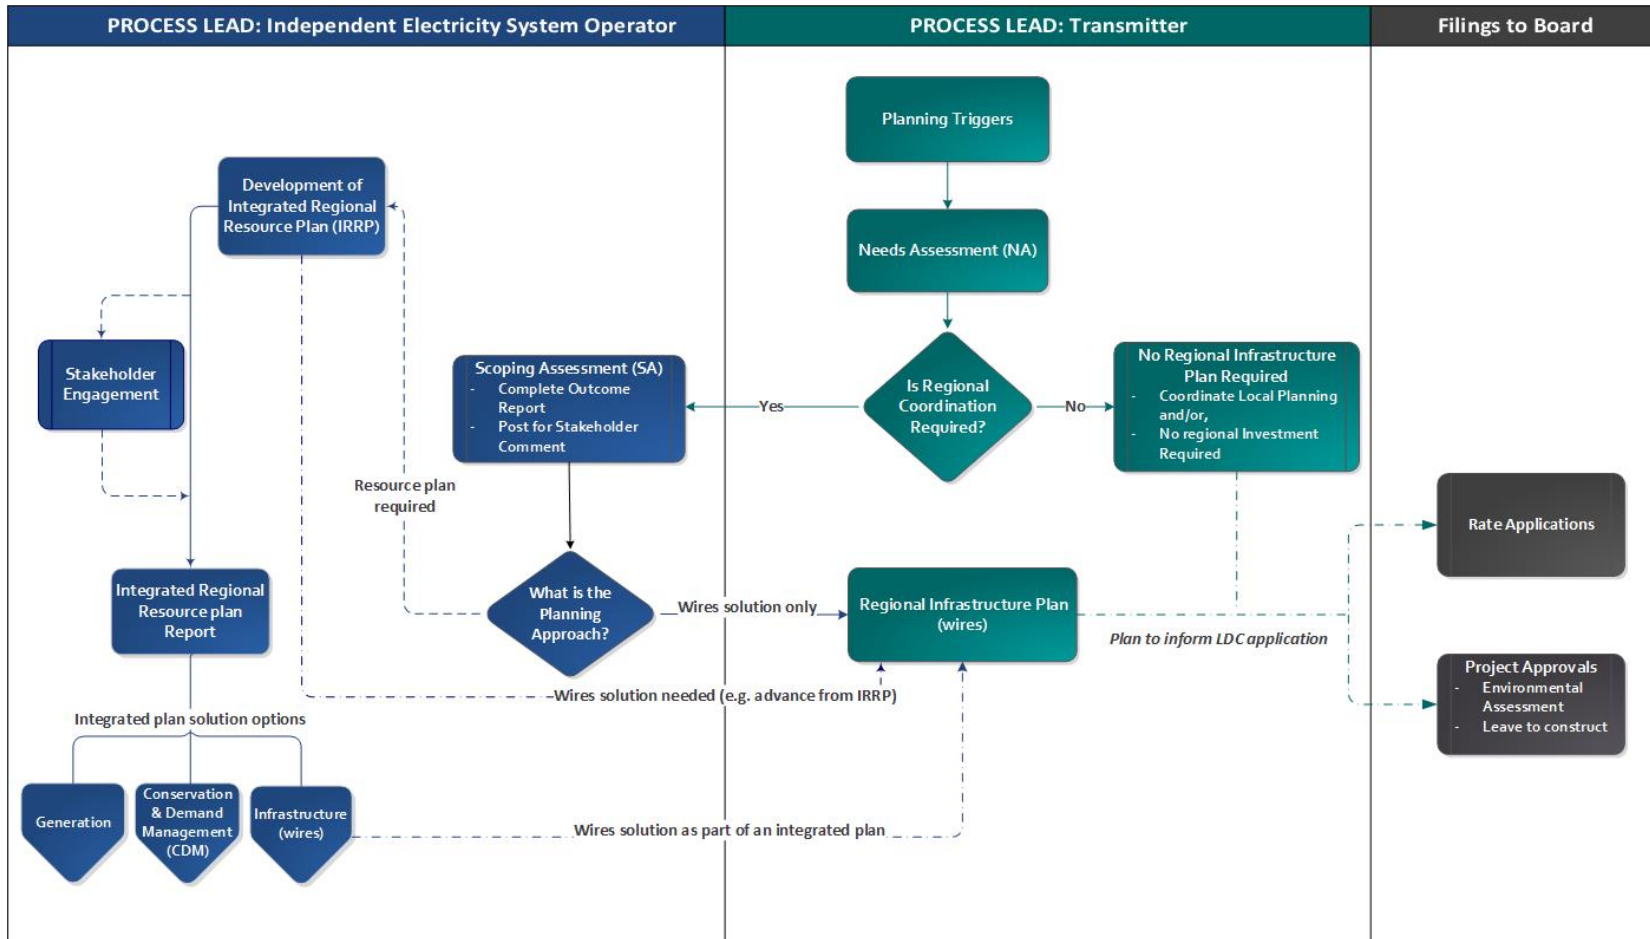 PROCESS LEAD: Independent Electricity System Operator
PROCESS LEAD: Transmitter
Filings to Board
Planning Triggers
Development of
Integrated Regional
Resource Plan (IRRP)
Needs Assessment (NA)
Stakeholder
Engagement
Scoping Assessment (SA)
- Complete Outcome
Report
- Post for Stakeholder
Comment
Yes
Is Regional
Coordination
Required?
No
No Regional Infrastructure
Plan Required
- Coordinate Local Planning
and/or,
- No regional Investment
Required
Resource plan
required
Rate Applications
Integrated Regional
Resource plan
Report
What is the
Planning
Approach?
Wires solution only
Regional Infrastructure Plan
(wires)
Plan to inform LDC application
Project Approvals
- Environmental
Assessment
- Leave to construct
Wires solution needed (e.g. advance from IRRP)
Integrated plan solution options
Generation
Conservation
& Demand
Management
(CDM)
Infrastructure
(wires)
Wires solution as part of an integrated plan